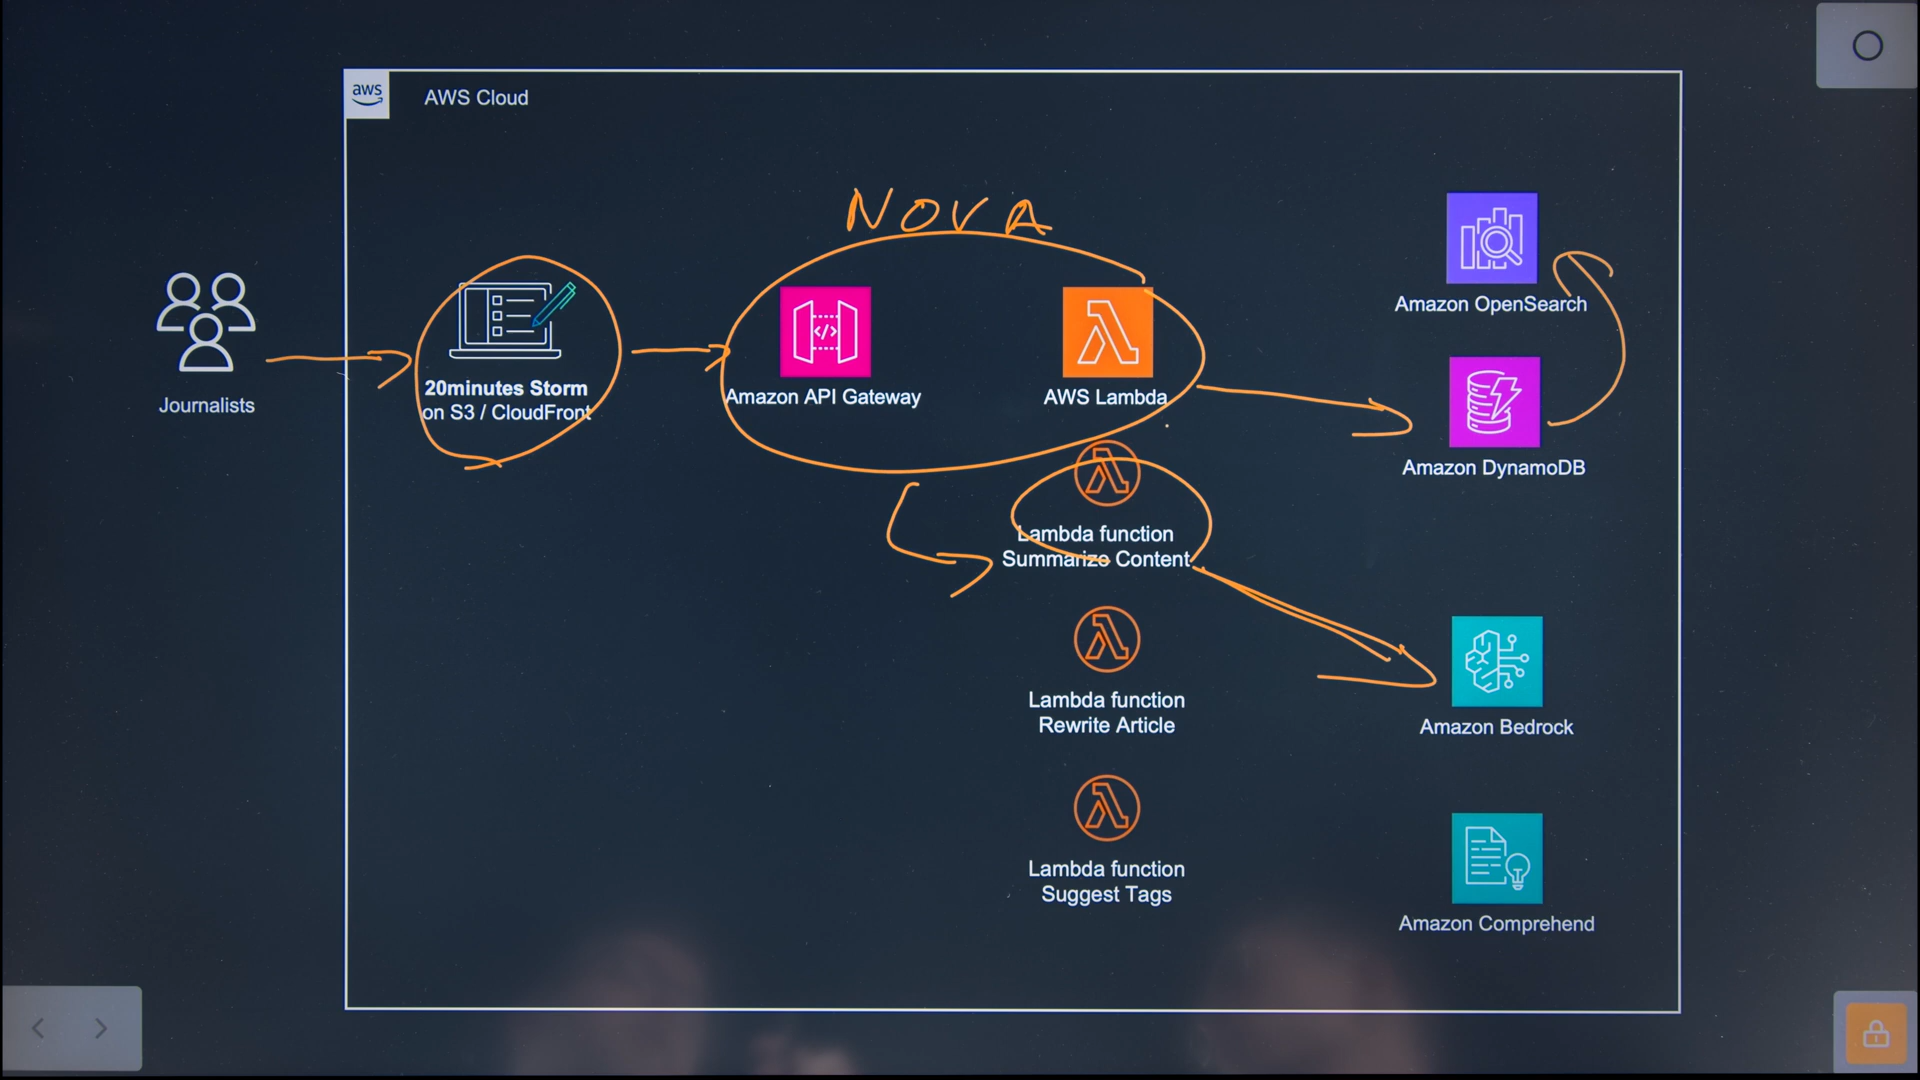 aws
AWS Cloud
NOVA
Journalists
20minutes Storm
on S3 / CloudFront
Amazon API Gateway
AWS Lambda
Amazon OpenSearch
Amazon DynamoDB
Lambda function
Summarize Content
Lambda function
Rewrite Article
Amazon Bedrock
Lambda function
Suggest Tags
Amazon Comprehend